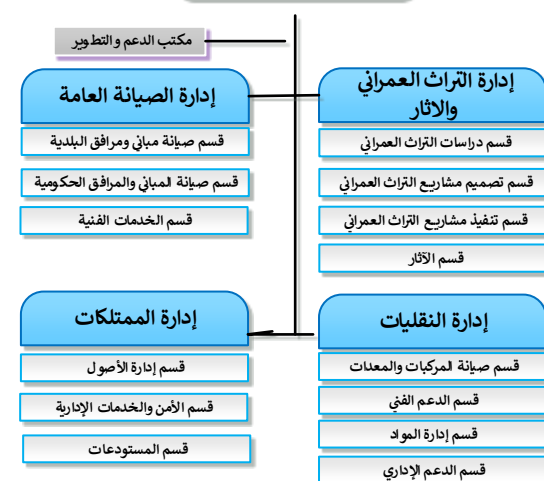 مكتب الدعم والتطوير
إدارة التراث العمراني
والاثار
قسم دراسات التراث العمراني
قسم تصميم مشاريع التراث العمراني
قسم تنفيذ مشاريع التراث العمراني
قسم الآثار
إدارة الصيانة العامة
قسم صيانة مباني ومرافق البلدية
قسم صيانة المباني والمرافق الحكومية
قسم الخدمات الفنية
إدارة النقليات
قسم صيانة المركبات والمعدات
قسم الدعم الفني
قسم إدارة المواد
قسم الدعم الإداري
إدارة الممتلكات
قسم إدارة الأصول
قسم الأمن والخدمات الإدارية
قسم المستودعات